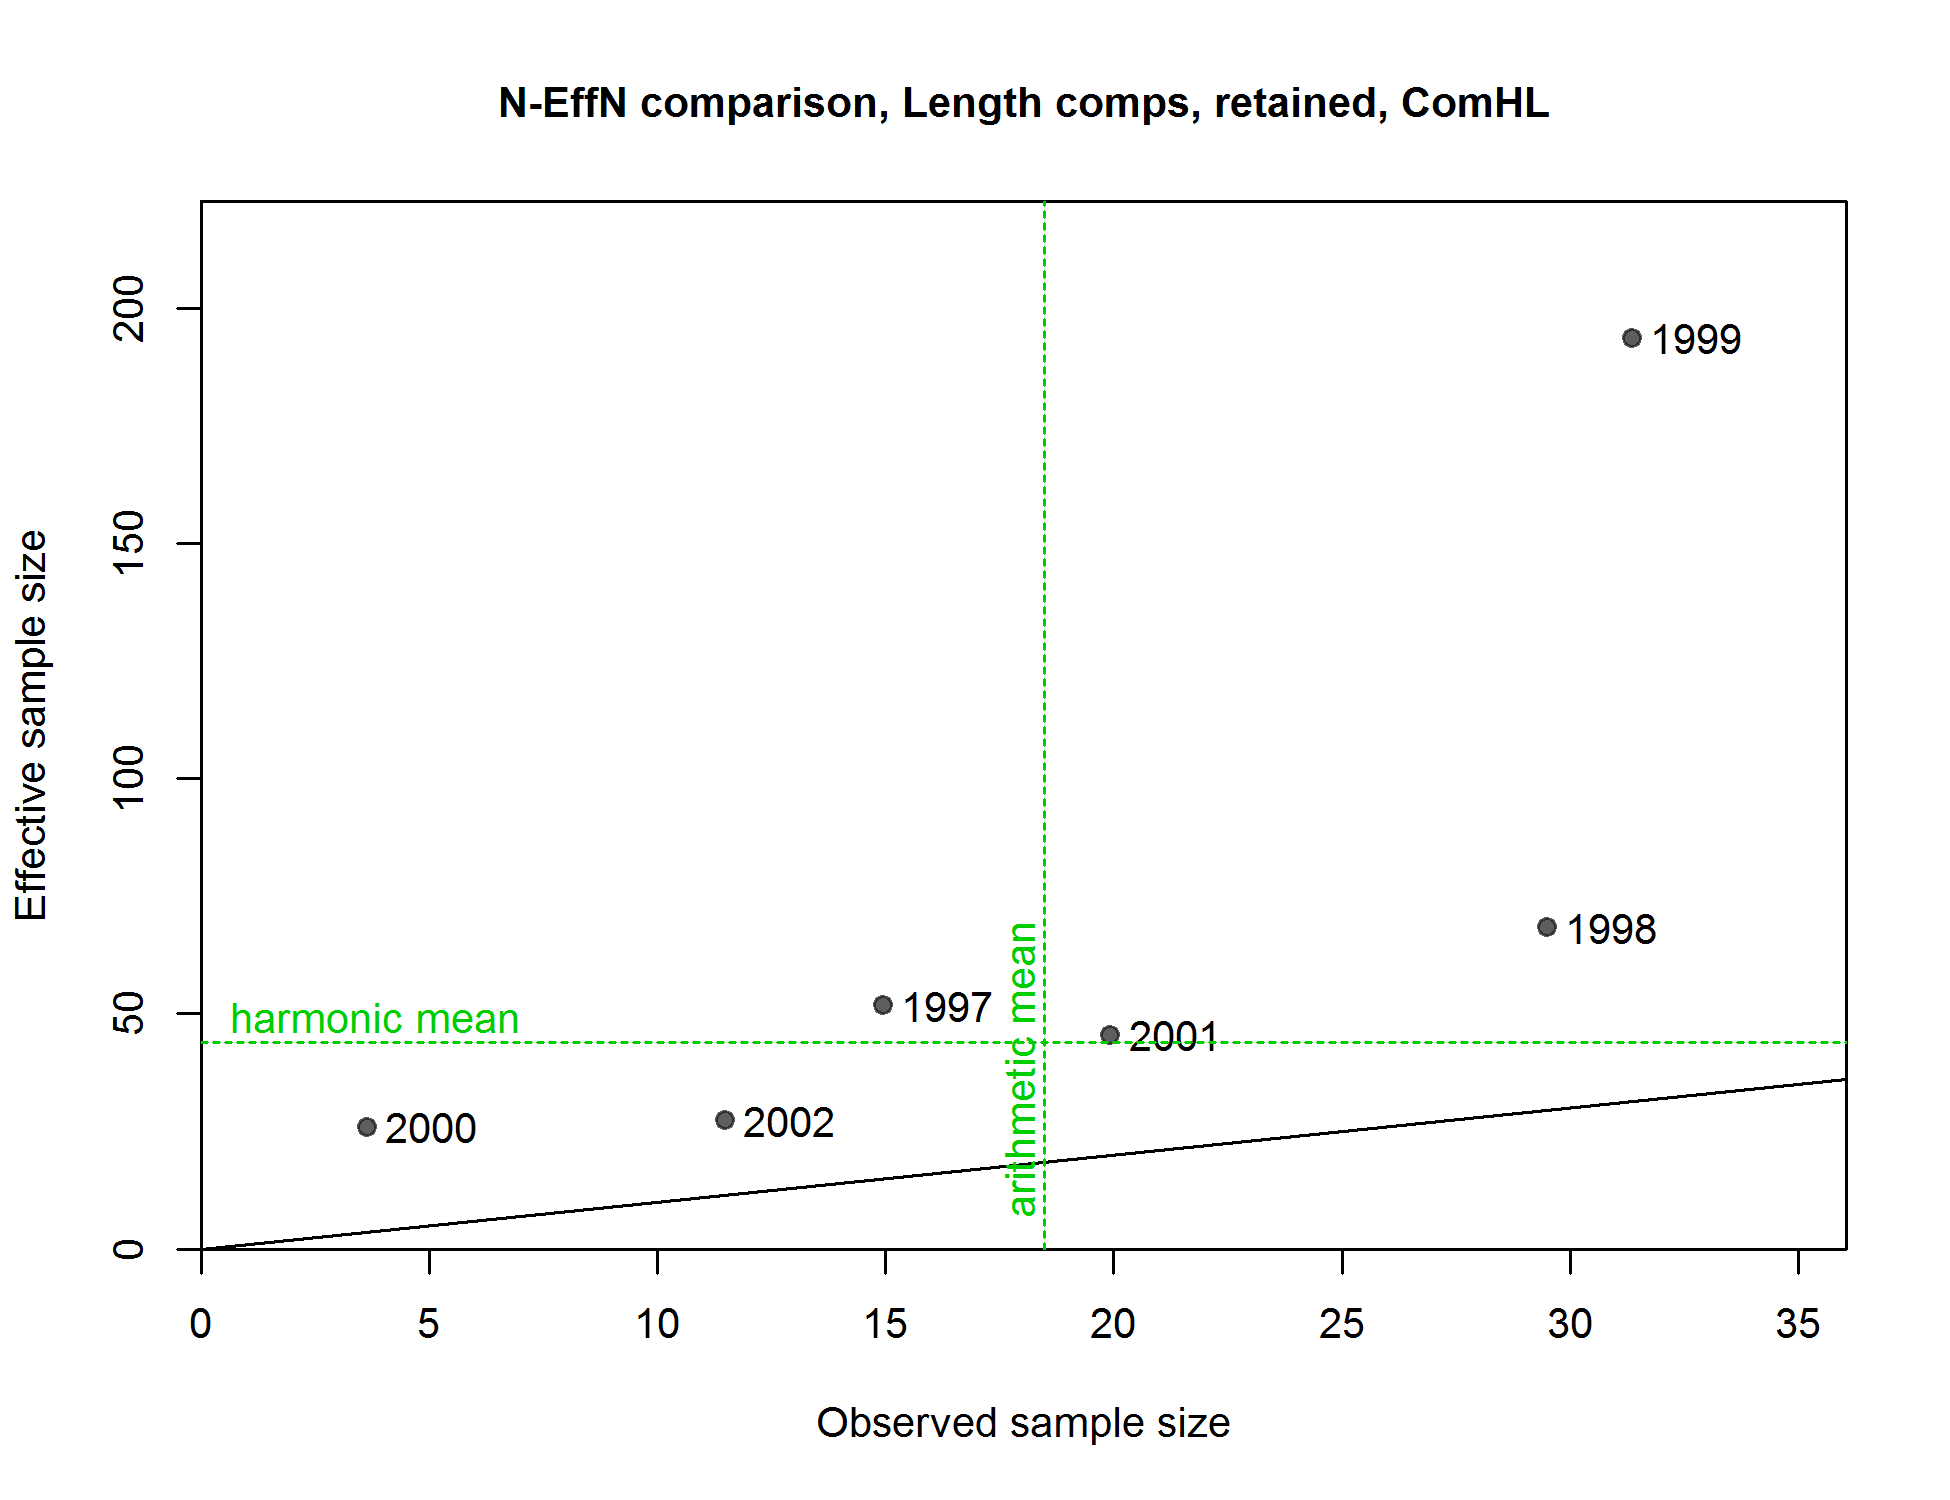 N-EffN comparison, Length comps, retained, ComHL
Effective sample size
200
150
100
50
0
1999
1998
1997
2001
2002
2000
harmonic mean
arithmetic mean
0 5 10 15 20 25 30 35
Observed sample size